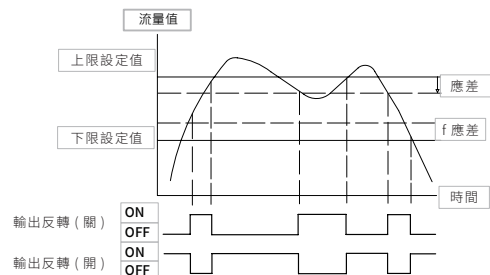 流量值
上限設定值
應差
f 應差
下限設定值
時間
輸出反轉 ( 關 )
ON
OFF
輸出反轉 ( 開 )
ON
OFF